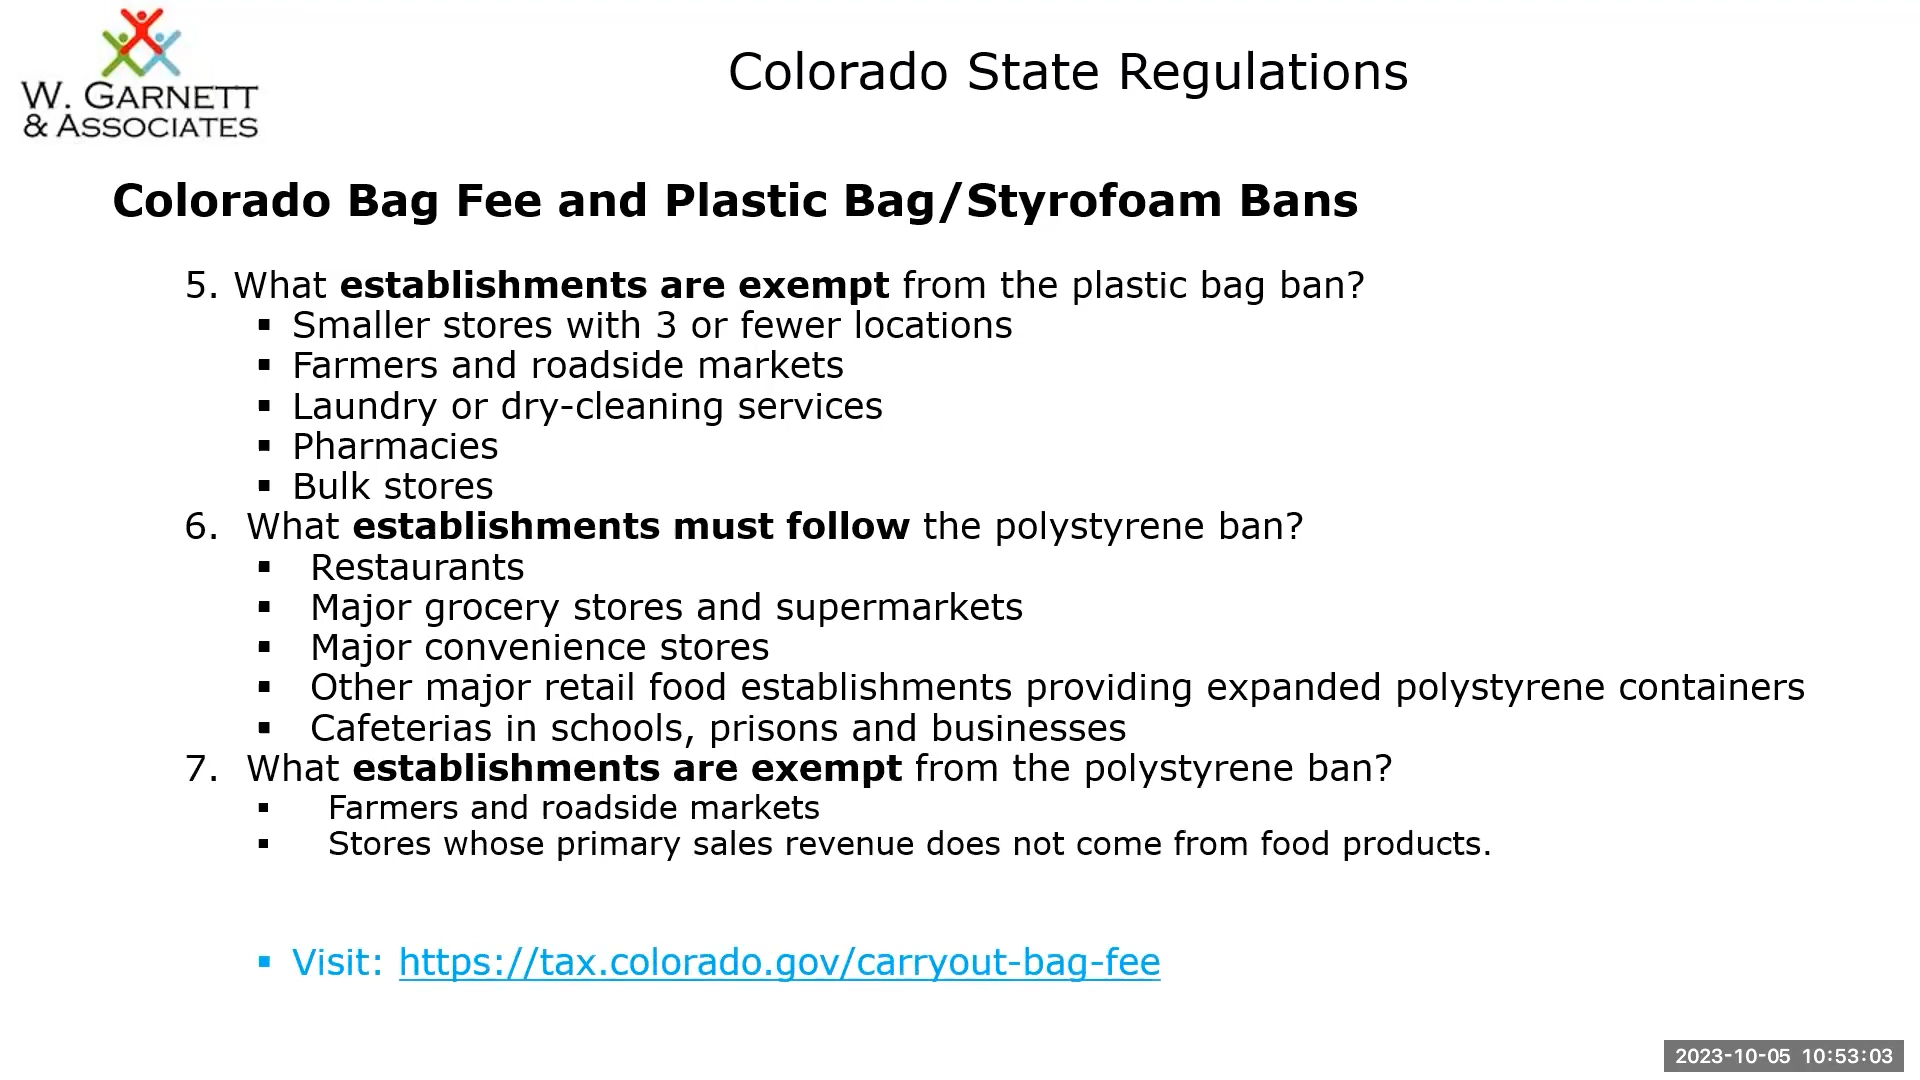 W. GARNETT
& ASSOCIATES
Colorado State Regulations
Colorado Bag Fee and Plastic Bag/Styrofoam Bans
5. What establishments are exempt from the plastic bag ban?
▪ Smaller stores with 3 or fewer locations
▪ Farmers and roadside markets
▪ Laundry or dry-cleaning services
▪ Pharmacies
▪ Bulk stores
6. What establishments must follow the polystyrene ban?
▪ Restaurants
▪ Major grocery stores and supermarkets
▪ Major convenience stores
▪ Other major retail food establishments providing expanded polystyrene containers
▪ Cafeterias in schools, prisons and businesses
7. What establishments are exempt from the polystyrene ban?
▪ Farmers and roadside markets
▪ Stores whose primary sales revenue does not come from food products.
▪ Visit: https://tax.colorado.gov/carryout-bag-fee
2023-10-05 10:53:03